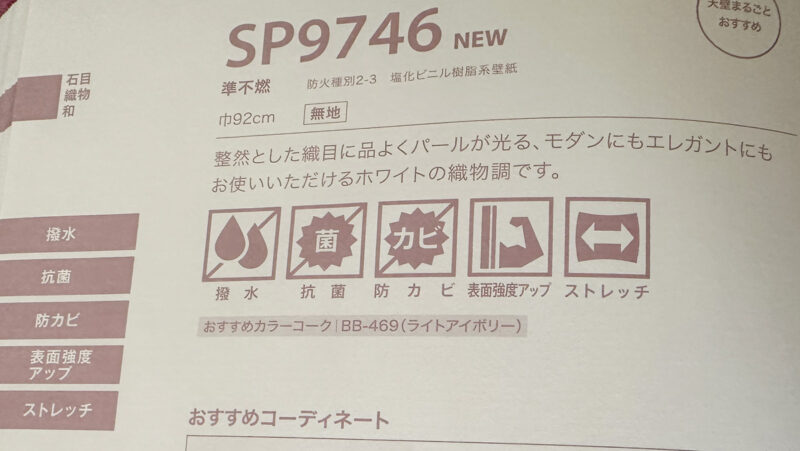 天壁まるごと
おすすめ
SP9746 NEW
石目
織物
和
準不燃 防火種別2-3 塩化ビニル樹脂系壁紙
巾92cm 無地
整然とした織目に品よくパールが光る、モダンにもエレガントにも
お使いいただけるホワイトの織物調です。
菌 カビ
撥水 抗菌 防カビ 表面強度アップ ストレッチ
おすすめカラーコーク|BB-469(ライトアイボリー)
撥水
抗菌
防カビ
表面強度
アップ
ストレッチ
おすすめコーディネート